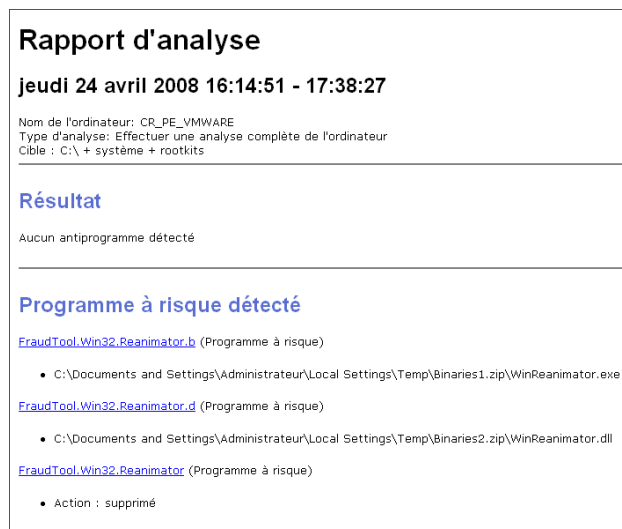 Rapport d'analyse
jeudi 24 avril 2008 16:14:51 - 17:38:27
Nom de l'ordinateur: CR_PE_VMWARE
Type d'analyse: Effectuer une analyse complète de l'ordinateur
Cible : C:\ + système + rootkits
Résultat
Aucun antiprogramme détecté
Programme à risque détecté
FraudTool.Win32.Reanimator.b (Programme à risque)
• C:\Documents and Settings\Administrateur\Local Settings\Temp\Binaries1.zip\WinReanimator.exe
FraudTool.Win32.Reanimator.d (Programme à risque)
• C:\Documents and Settings\Administrateur\Local Settings\Temp\Binaries2.zip\WinReanimator.dll
FraudTool.Win32.Reanimator (Programme à risque)
• Action : supprimé